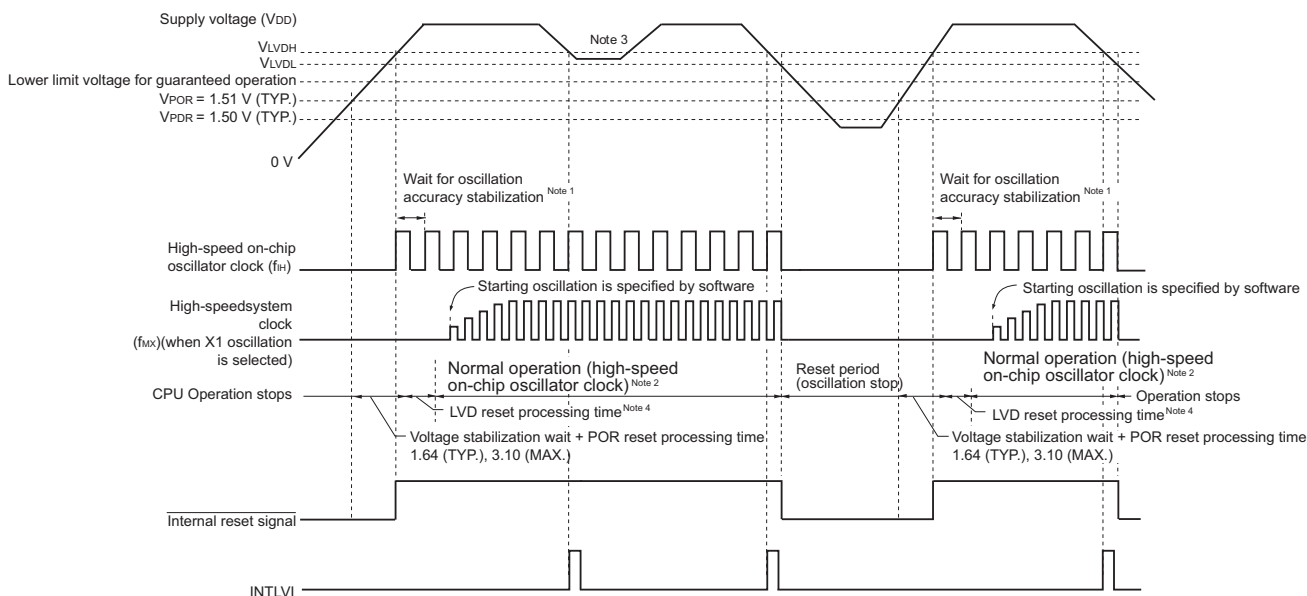 Supply voltage (VDD)
VLVDH
Note 3
VLVDL
Lower limit voltage for guaranteed operation
VPOR = 1.51 V (TYP.)
VPDR = 1.50 V (TYP.)
0 V
Wait for oscillation
accuracy stabilization Note 1
Wait for oscillation
accuracy stabilization Note 1
High-speed on-chip
oscillator clock (fIH)
Starting oscillation is specified by software
Starting oscillation is specified by software
High-speedsystem
clock
(fMX)(when X1 oscillation
is selected)
Normal operation (high-speed
on-chip oscillator clock) Note 2
Reset period
(oscillation stop)
Normal operation (high-speed
on-chip oscillator clock) Note 2
CPU Operation stops
Operation stops
LVD reset processing time Note 4
LVD reset processing time Note 4
Voltage stabilization wait + POR reset processing time
1.64 (TYP.), 3.10 (MAX.)
Voltage stabilization wait + POR reset processing time
1.64 (TYP.), 3.10 (MAX.)
Internal reset signal
INTLVI